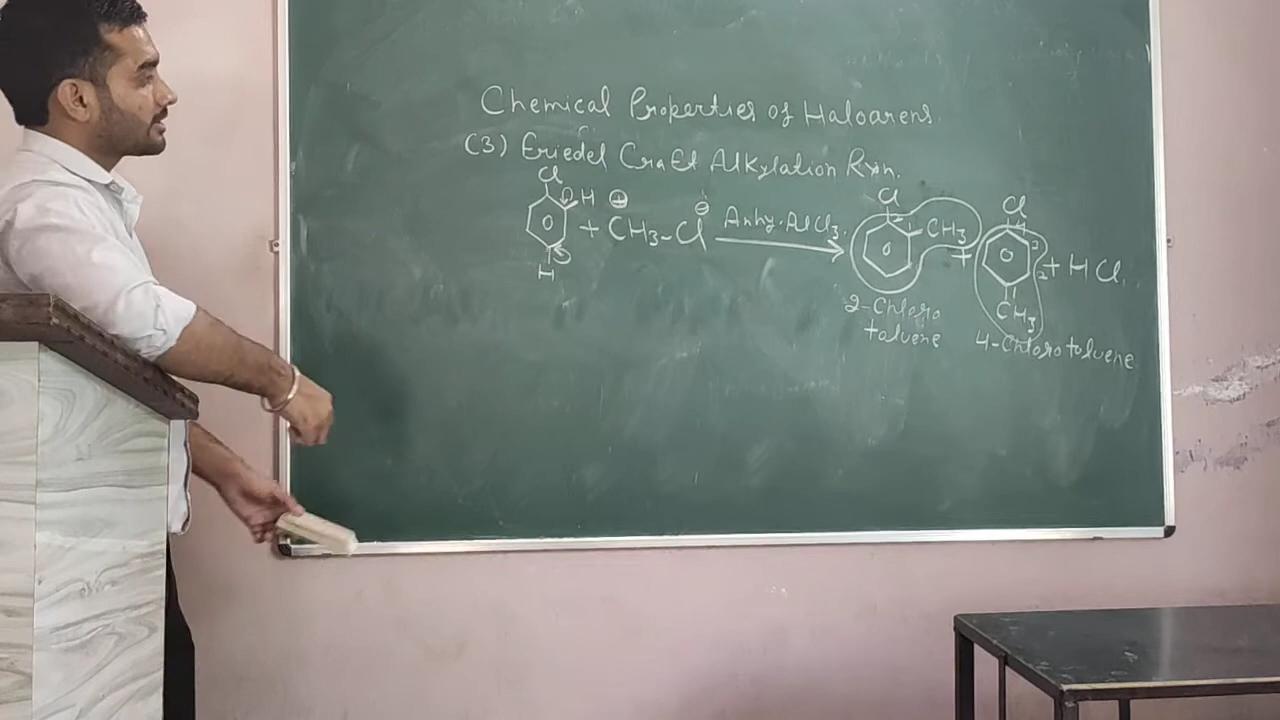 Chemical Properties of Haloarens.
(3) Friedel Craft Alkylation Rxn.
Cl H H + CH3-Cl Anhy. AlCl3. Cl CH3 + Cl CH3 + HCl.
2-Chloro toluene
4-Chlorotoluene